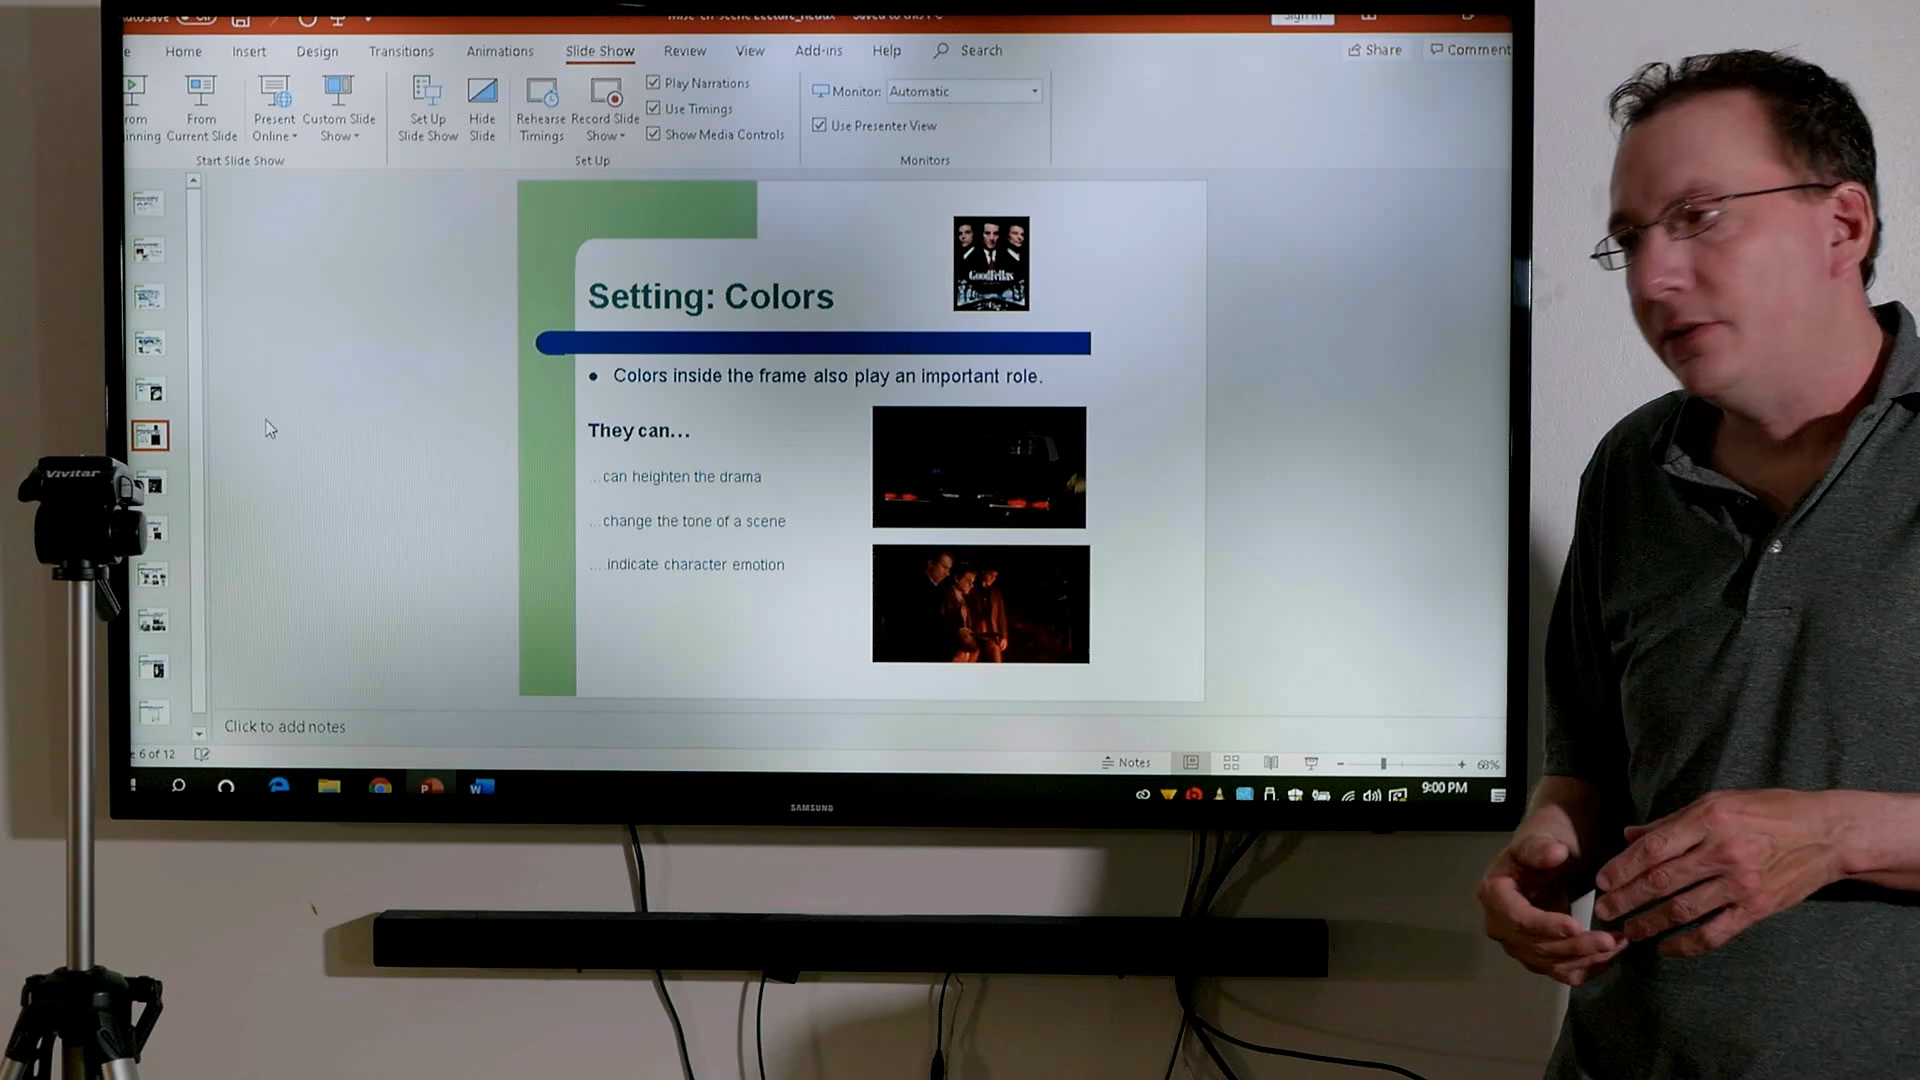 Sign in
Home Insert Design Transitions Animations Slide Show Review View Add-ins Help Search Share Comment
From Present Custom Slide Set Up Hide Rehearse Record Slide
Current Slide Online Show Slide Show Slide Timings Show
Play Narrations
Use Timings
Show Media Controls
Monitor: Automatic
Use Presenter View
Start Slide Show Set Up Monitors
GoodFellas
Setting: Colors
Colors inside the frame also play an important role.
They can...
...can heighten the drama
...change the tone of a scene
....indicate character emotion
Vivitar
Click to add notes
6 of 12 Notes 68%
9:00 PM
SAMSUNG